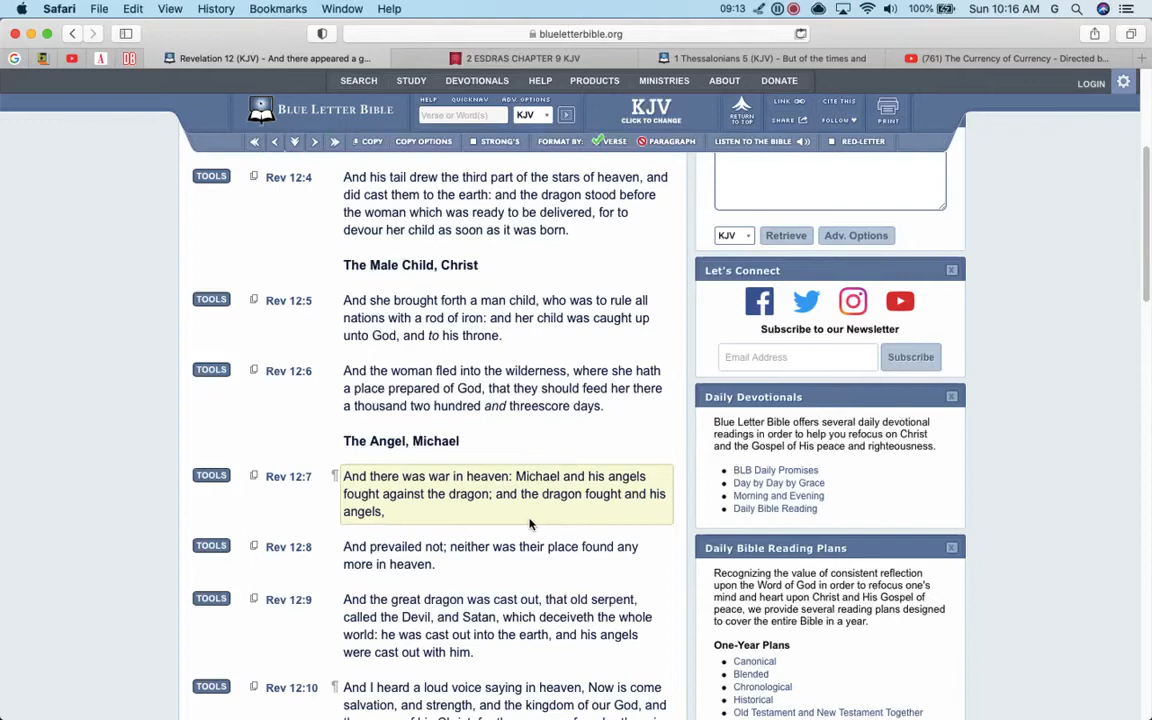 Safari File Edit View History Bookmarks Window Help 09:13 100% Sun 10:16 AM G
blueletterbible.org
Revelation 12 (KJV) - And there appeared a g... 2 ESDRAS CHAPTER 9 KJV 1 Thessalonians 5 (KJV) - But of the times and (761) The Currency of Currency - Directed b...
SEARCH STUDY DEVOTIONALS HELP PRODUCTS MINISTRIES ABOUT DONATE LOGIN
BLUE LETTER BIBLE
HELP QUICKNAV ADV. OPTIONS
Verse or Word(s) KJV
KJV
CLICK TO CHANGE
RETURN TO TOP
LINK CITE THIS
SHARE FOLLOW PRINT
COPY COPY OPTIONS STRONG'S FORMAT BY: VERSE PARAGRAPH LISTEN TO THE BIBLE RED-LETTER
TOOLS Rev 12:4 And his tail drew the third part of the stars of heaven, and
did cast them to the earth: and the dragon stood before
the woman which was ready to be delivered, for to
devour her child as soon as it was born.
The Male Child, Christ
TOOLS Rev 12:5 And she brought forth a man child, who was to rule all
nations with a rod of iron: and her child was caught up
unto God, and to his throne.
TOOLS Rev 12:6 And the woman fled into the wilderness, where she hath
a place prepared of God, that they should feed her there
a thousand two hundred and threescore days.
The Angel, Michael
TOOLS Rev 12:7 ¶ And there was war in heaven: Michael and his angels
fought against the dragon; and the dragon fought and his
angels,
TOOLS Rev 12:8 And prevailed not; neither was their place found any
more in heaven.
TOOLS Rev 12:9 And the great dragon was cast out, that old serpent,
called the Devil, and Satan, which deceiveth the whole
world: he was cast out into the earth, and his angels
were cast out with him.
TOOLS Rev 12:10 ¶ And I heard a loud voice saying in heaven, Now is come
salvation, and strength, and the kingdom of our God, and
KJV Retrieve Adv. Options
Let's Connect
Subscribe to our Newsletter
Email Address Subscribe
Daily Devotionals
Blue Letter Bible offers several daily devotional
readings in order to help you refocus on Christ
and the Gospel of His peace and righteousness.
BLB Daily Promises
Day by Day by Grace
Morning and Evening
Daily Bible Reading
Daily Bible Reading Plans
Recognizing the value of consistent reflection
upon the Word of God in order to refocus one's
mind and heart upon Christ and His Gospel of
peace, we provide several reading plans designed
to cover the entire Bible in a year.
One-Year Plans
Canonical
Blended
Chronological
Historical
Old Testament and New Testament Together